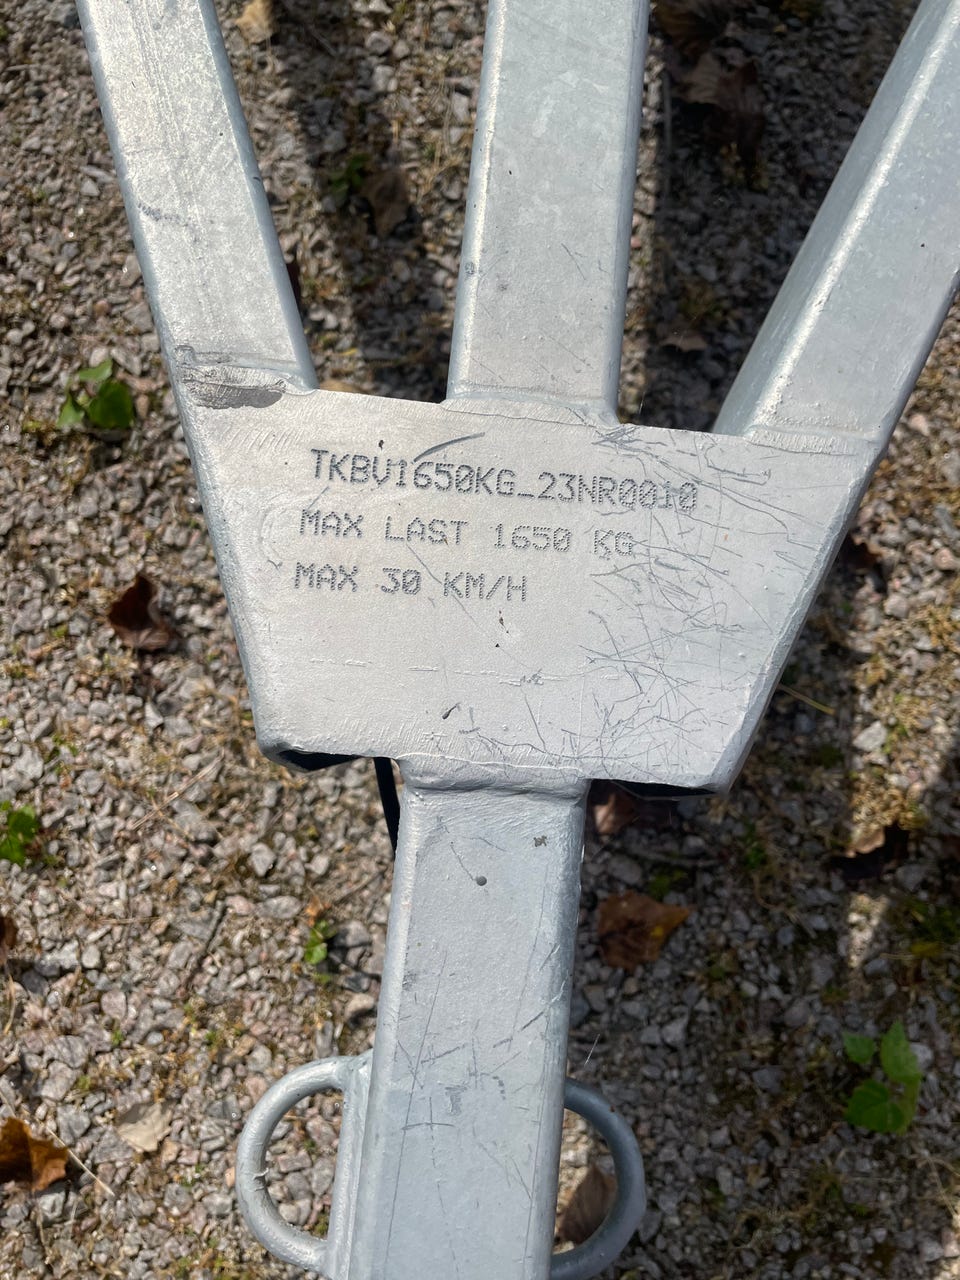 TKBV1650KG_23NR0010
MAX LAST 1650 KG
MAX 30 KM/H